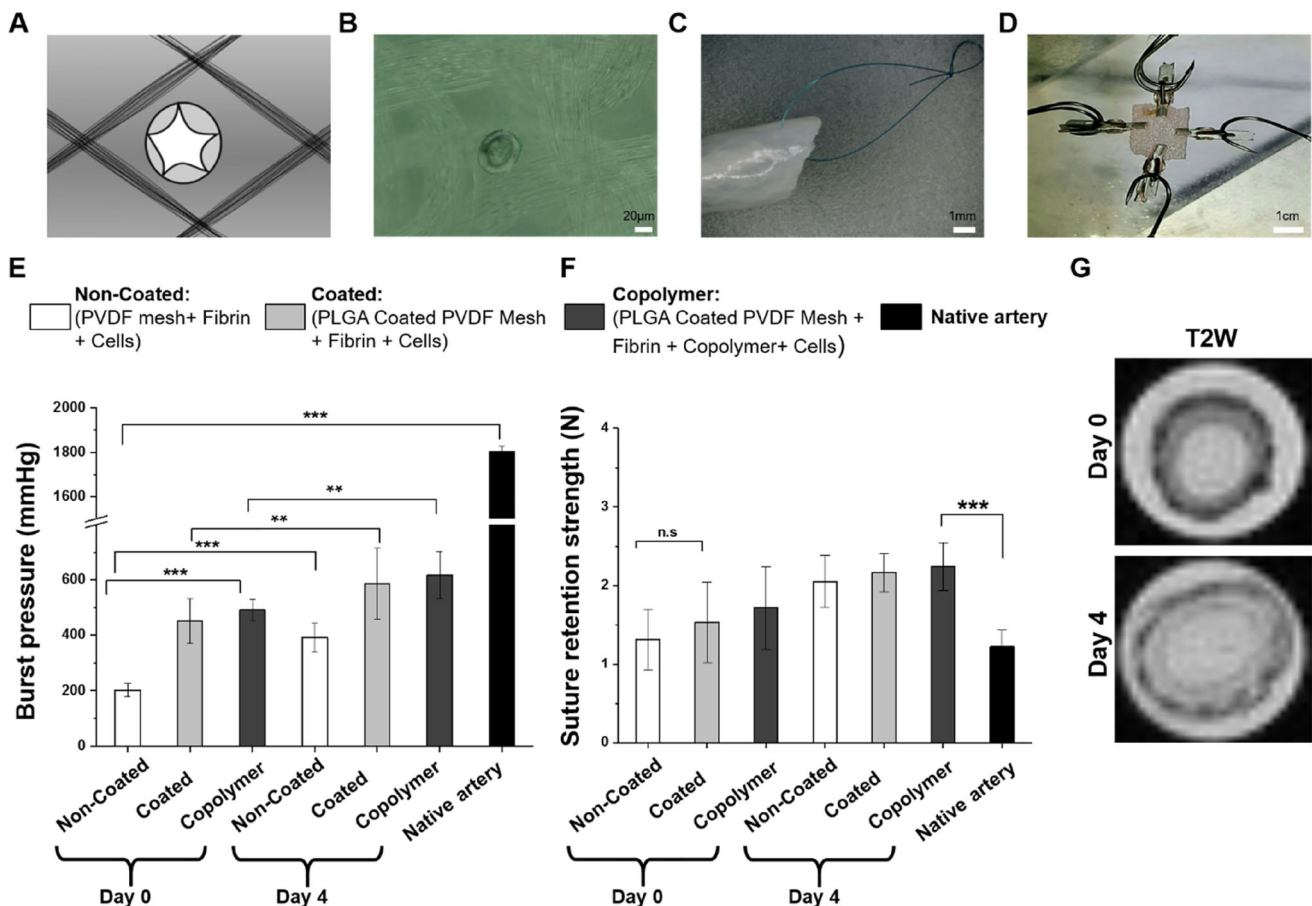 A
B
C
D
20µm
1mm
1cm
E
F
G
Non-Coated:
(PVDF mesh+ Fibrin
+ Cells)
Coated:
(PLGA Coated PVDF Mesh
+ Fibrin + Cells)
Copolymer:
(PLGA Coated PVDF Mesh +
Fibrin + Copolymer+ Cells)
Native artery
Burst pressure (mmHg)
2000
1800
1600
600
400
200
0
***
**
**
***
***
Non-Coated
Coated
Copolymer
Non-Coated
Coated
Copolymer
Native artery
Day 0
Day 4
Suture retention strength (N)
4
3
2
1
0
n.s
***
Non-Coated
Coated
Copolymer
Non-Coated
Coated
Copolymer
Native artery
Day 0
Day 4
T2W
Day 0
Day 4